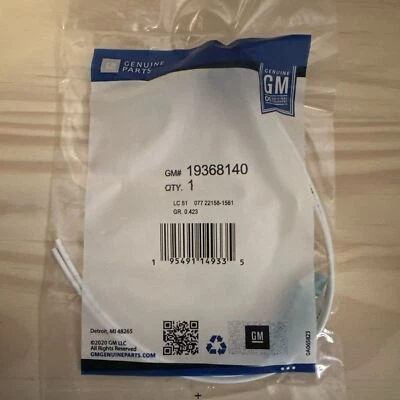 GENUINE
PARTS
GENUINE
GM
GM# 19368140
QTY. 1
LC 51 077 22158-1561
GR. 0.423
1 95491 14933 5
Detroit, MI 48265
©2020 GM LLC
All Rights Reserved
GMGENUINEPARTS.COM
GM